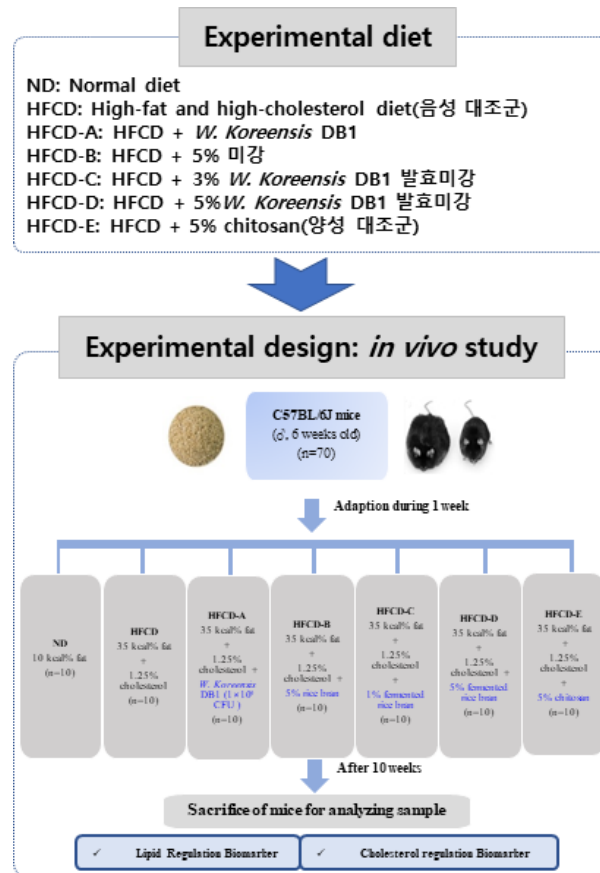 Experimental diet
ND: Normal diet
HFCD: High-fat and high-cholesterol diet(음성 대조군)
HFCD-A: HFCD + W. Koreensis DB1
HFCD-B: HFCD + 5% 미강
HFCD-C: HFCD + 3% W. Koreensis DB1 발효미강
HFCD-D: HFCD + 5%W. Koreensis DB1 발효미강
HFCD-E: HFCD + 5% chitosan(양성 대조군)
Experimental design: in vivo study
C57BL/6J mice
(♂, 6 weeks old)
(n=70)
Adaption during 1 week
ND
10 kcal% fat
(n=10)
HFCD
35 kcal% fat
+
1.25%
cholesterol
(n=10)
HFCD-A
35 kcal% fat
+
1.25%
cholesterol +
W. Koreensis
DB1 (1×10
CFU )
(n=10)
HFCD-B
35 kcal% fat
+
1.25%
cholesterol +
5% rice bran
(n=10)
HFCD-C
35 kcal% fat
+
1.25%
cholesterol +
1% fermented
rice bran
(n=10)
HFCD-D
35 kcal% fat
+
1.25%
cholesterol +
5% fermented
rice bran
(n=10)
HFCD-E
35 kcal% fat
+
1.25%
cholesterol
+
5% chitosan
(n=10)
After 10 weeks
Sacrifice of mice for analyzing sample
✓ Lipid Regulation Biomarker
✓ Cholesterol regulation Biomarker